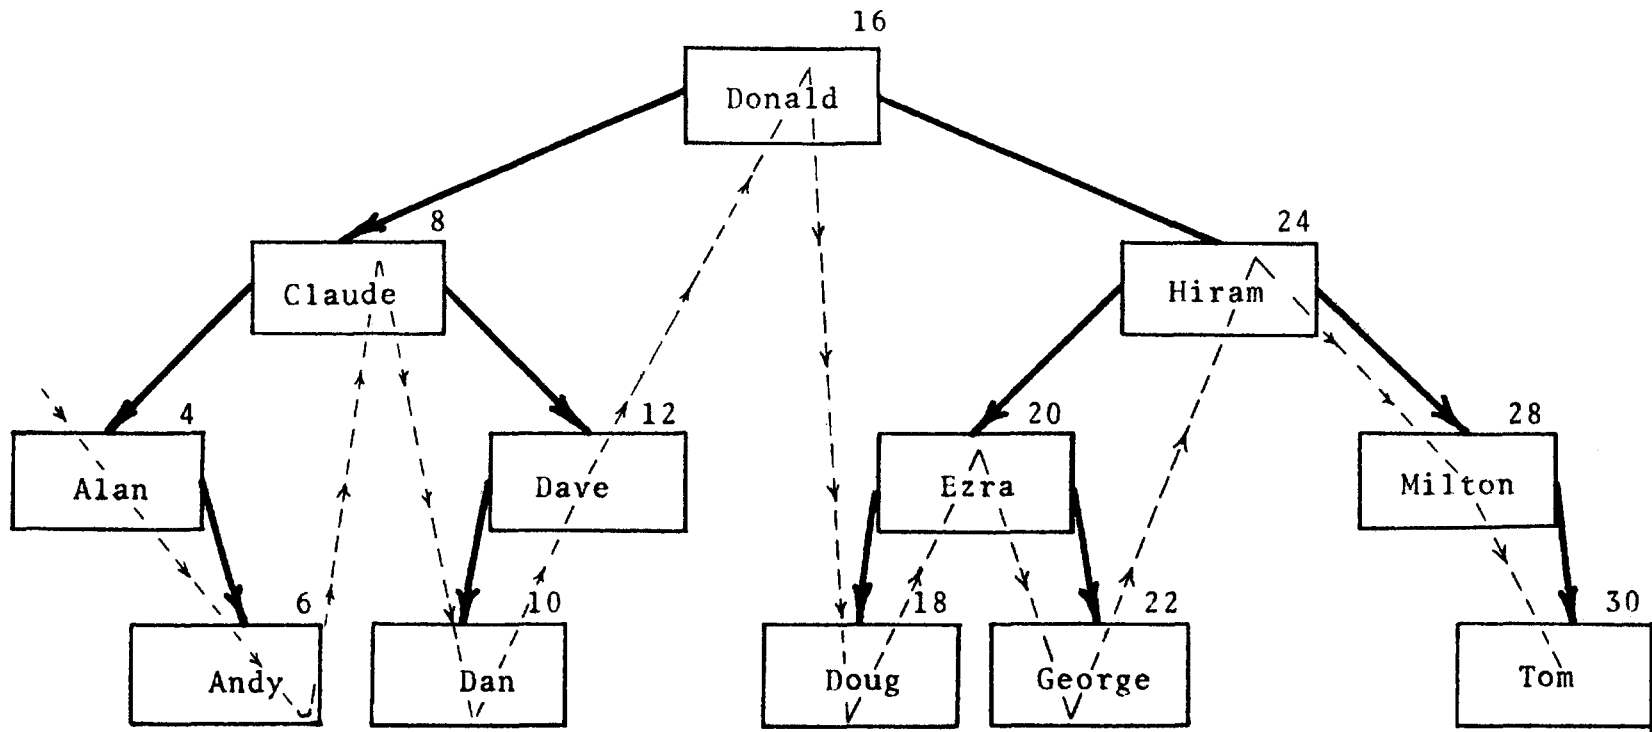 16
Donald
8
24
Claude
Hiram
4
12
20
28
Alan
Dave
Ezra
Milton
6
10
18
22
30
Andy
Dan
Doug
George
Tom